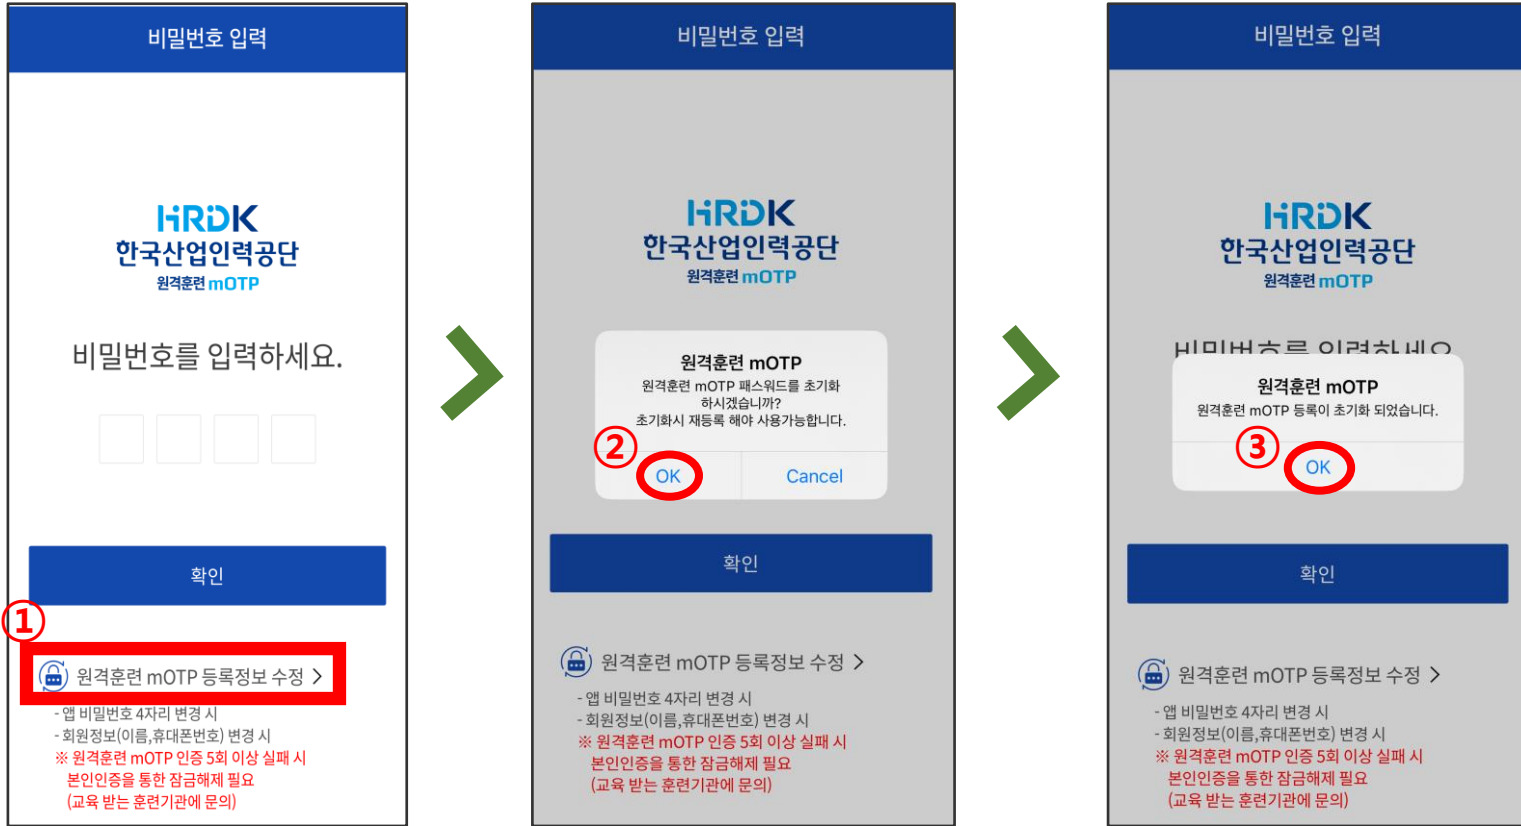 비밀번호 입력
HRDK
한국산업인력공단
원격훈련 mOTP
비밀번호를 입력하세요.
확인
①
원격훈련 mOTP 등록정보 수정 >
- 앱 비밀번호 4자리 변경 시
- 회원정보(이름,휴대폰번호) 변경 시
※ 원격훈련 mOTP 인증 5회 이상 실패 시
본인인증을 통한 잠금해제 필요
(교육 받는 훈련기관에 문의)
비밀번호 입력
HRDK
한국산업인력공단
원격훈련 mOTP
원격훈련 mOTP
원격훈련 mOTP 패스워드를 초기화
하시겠습니까?
초기화시 재등록 해야 사용가능합니다.
②
OK Cancel
확인
원격훈련 mOTP 등록정보 수정 >
- 앱 비밀번호 4자리 변경 시
- 회원정보(이름,휴대폰번호) 변경 시
※ 원격훈련 mOTP 인증 5회 이상 실패 시
본인인증을 통한 잠금해제 필요
(교육 받는 훈련기관에 문의)
비밀번호 입력
HRDK
한국산업인력공단
원격훈련 mOTP
비밀번호를 입력하세요
원격훈련 mOTP
원격훈련 mOTP 등록이 초기화 되었습니다.
③
OK
확인
원격훈련 mOTP 등록정보 수정 >
- 앱 비밀번호 4자리 변경 시
- 회원정보(이름,휴대폰번호) 변경 시
※ 원격훈련 mOTP 인증 5회 이상 실패 시
본인인증을 통한 잠금해제 필요
(교육 받는 훈련기관에 문의)